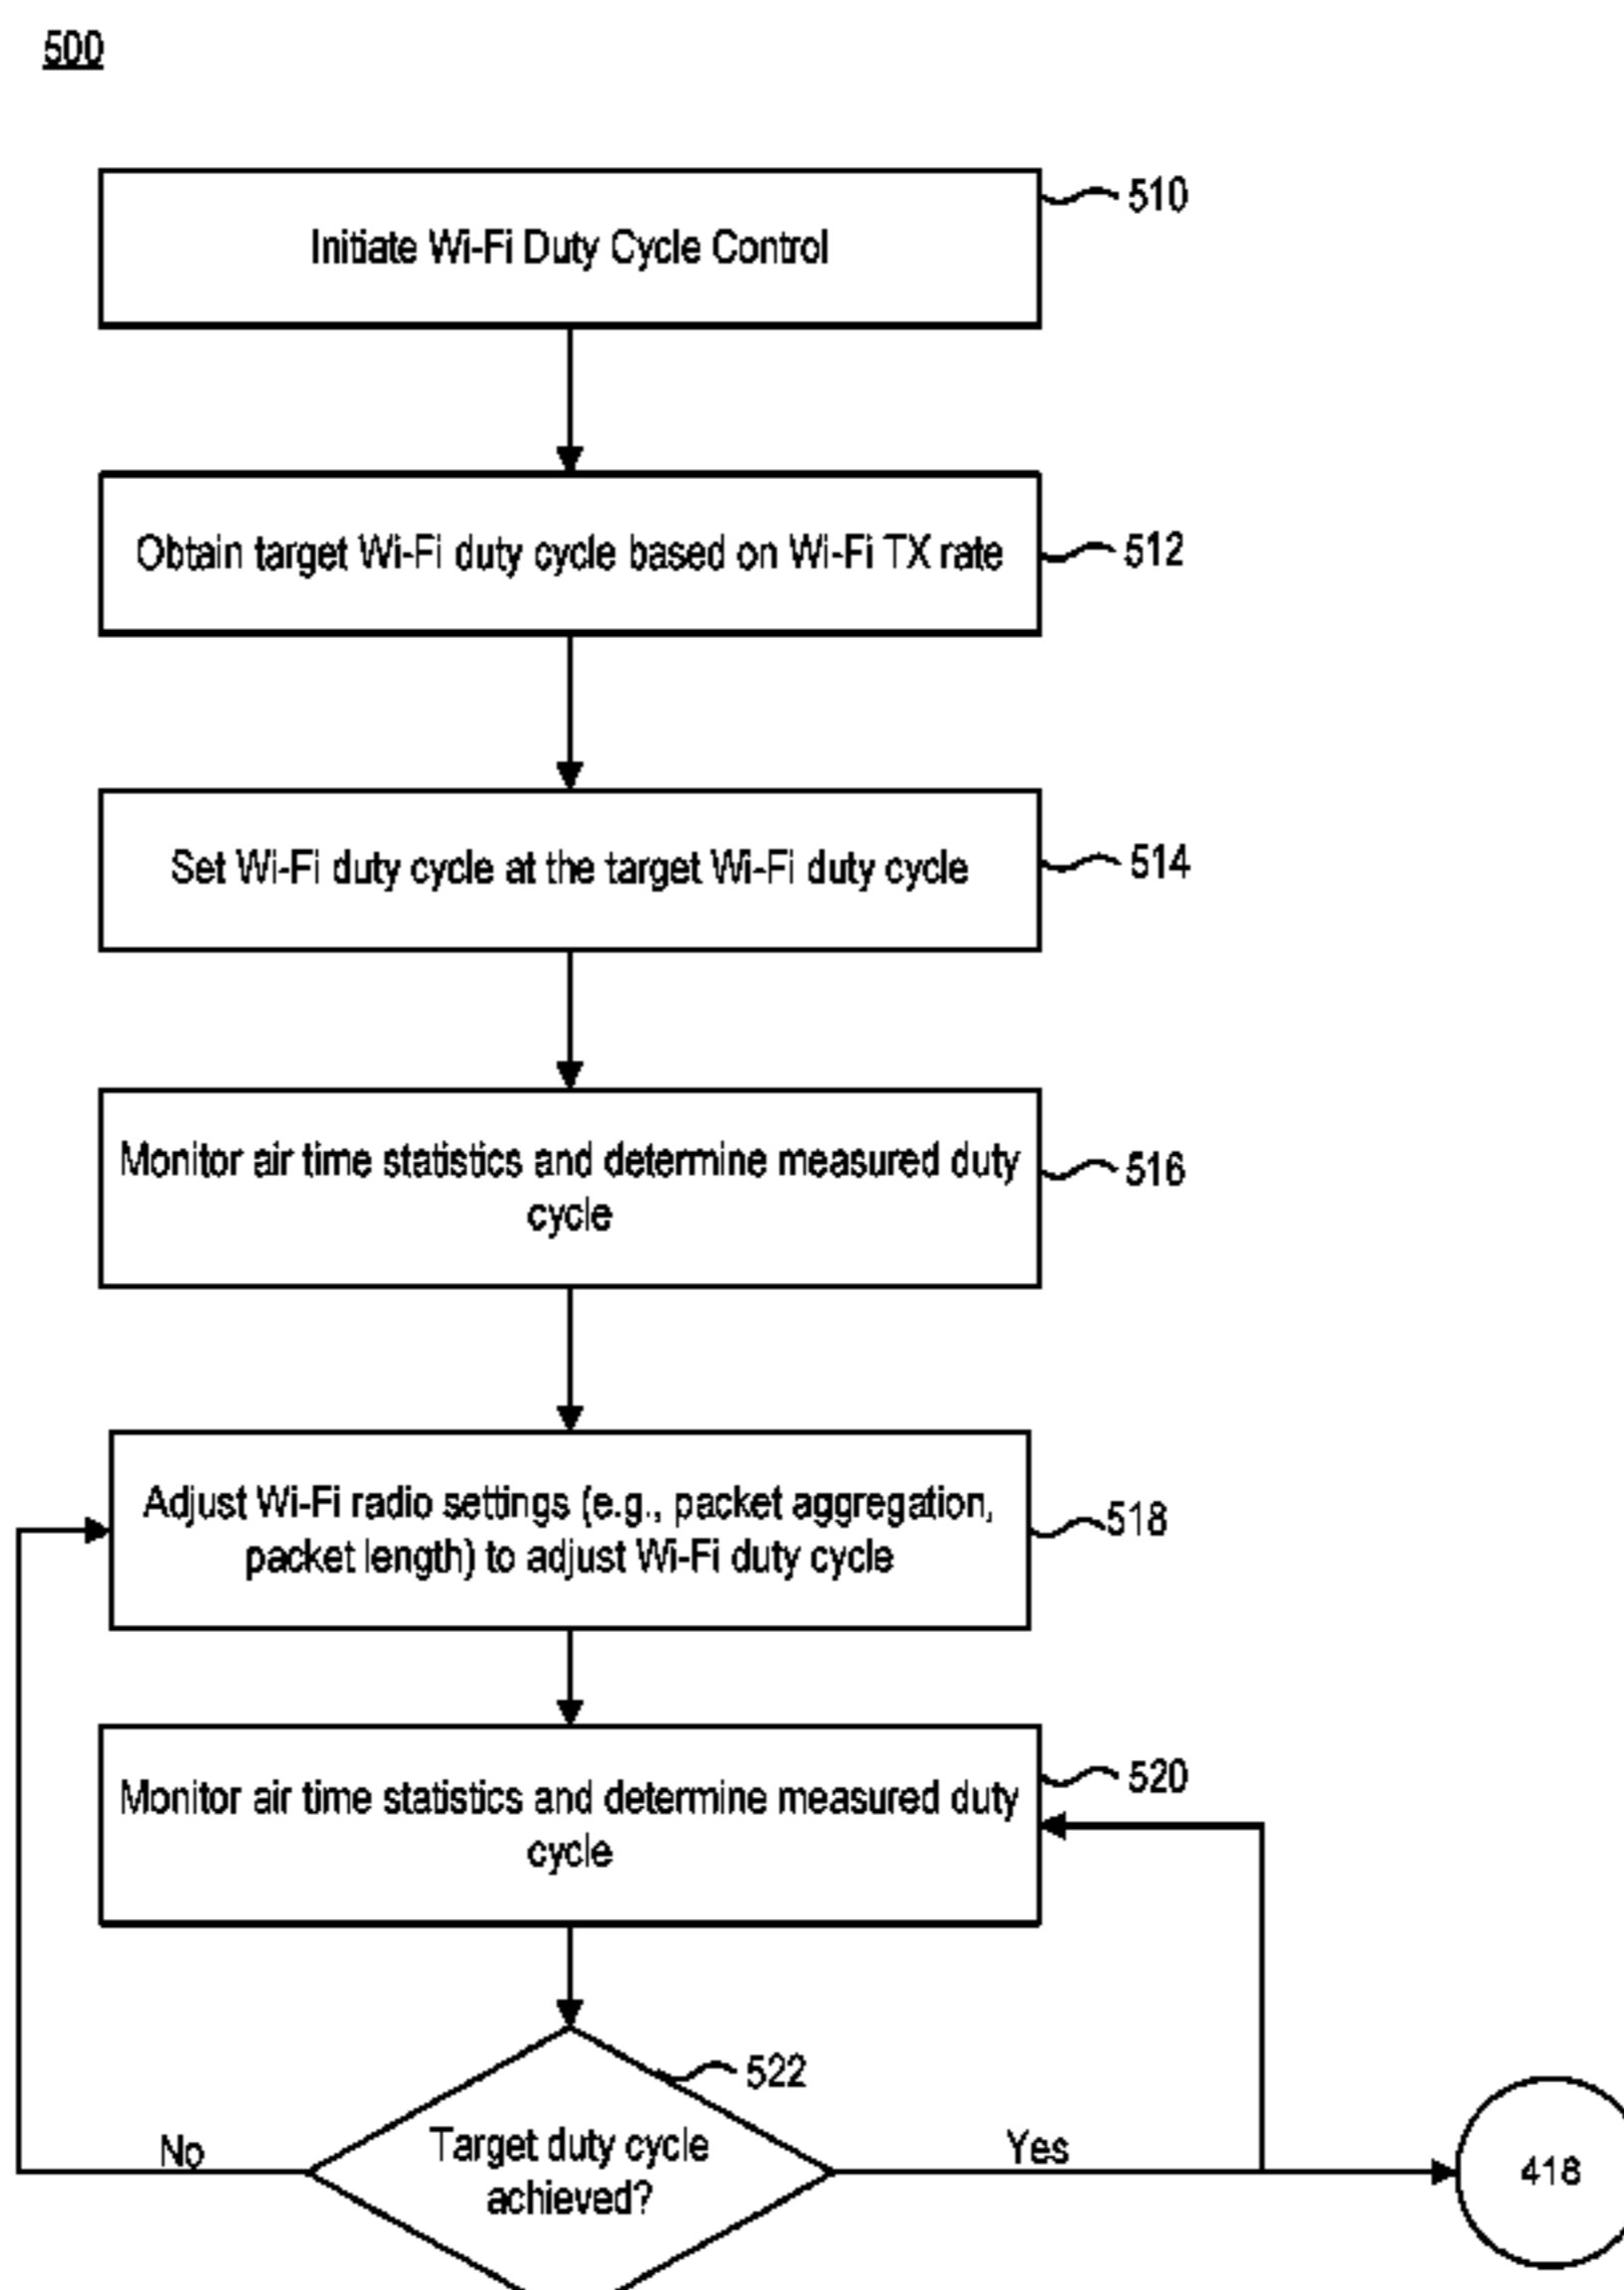 500
Initiate Wi-Fi Duty Cycle Control
510
Obtain target Wi-Fi duty cycle based on Wi-Fi TX rate
512
Set Wi-Fi duty cycle at the target Wi-Fi duty cycle
514
Monitor air time statistics and determine measured duty
cycle
516
Adjust Wi-Fi radio settings (e.g., packet aggregation,
packet length) to adjust Wi-Fi duty cycle
518
Monitor air time statistics and determine measured duty
cycle
520
522
Target duty cycle
achieved?
No
Yes
418